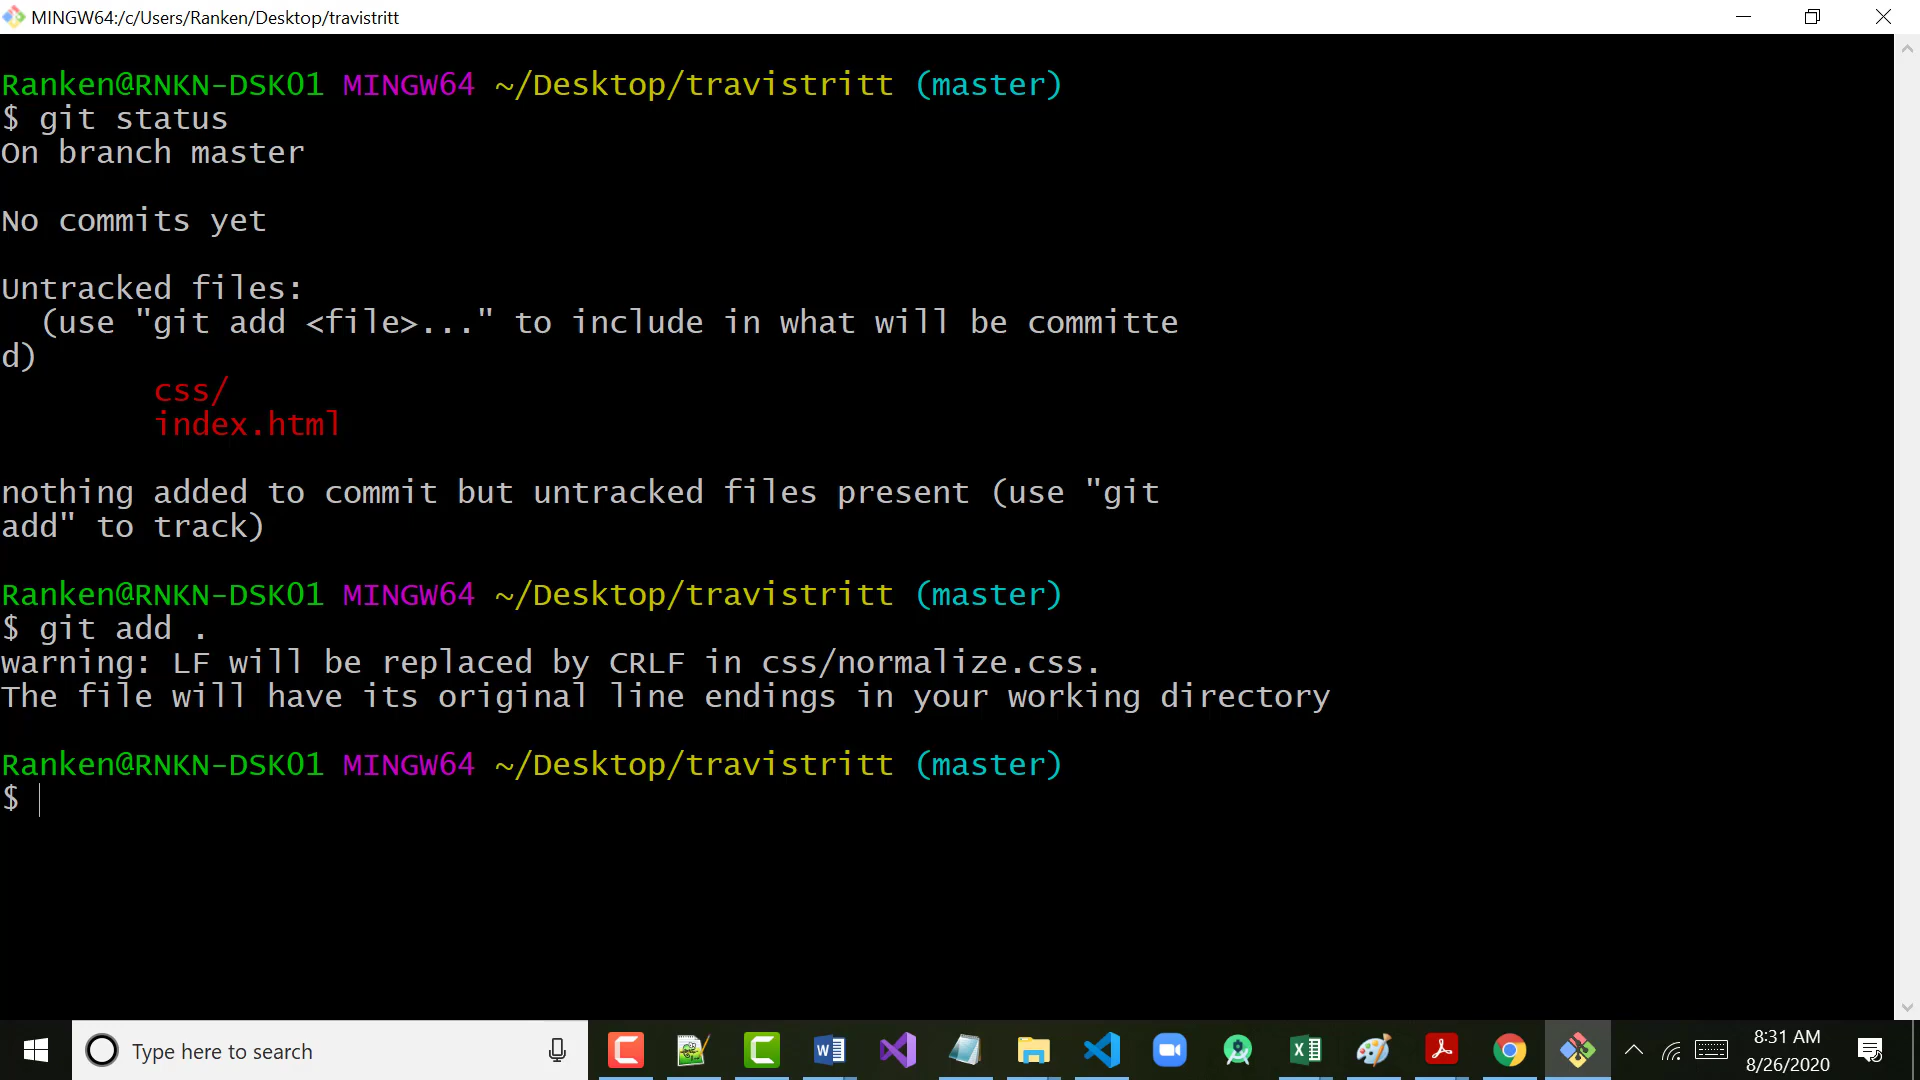 MINGW64:/c/Users/Ranken/Desktop/travistritt
Ranken@RNKN-DSK01 MINGW64 ~/Desktop/travistritt (master)
$ git status
On branch master
No commits yet
Untracked files:
(use "git add <file>..." to include in what will be committe
d)
css/
index.html
nothing added to commit but untracked files present (use "git
add" to track)
Ranken@RNKN-DSK01 MINGW64 ~/Desktop/travistritt (master)
$ git add .
warning: LF will be replaced by CRLF in css/normalize.css.
The file will have its original line endings in your working directory
Ranken@RNKN-DSK01 MINGW64 ~/Desktop/travistritt (master)
$
Type here to search
8:31 AM
8/26/2020